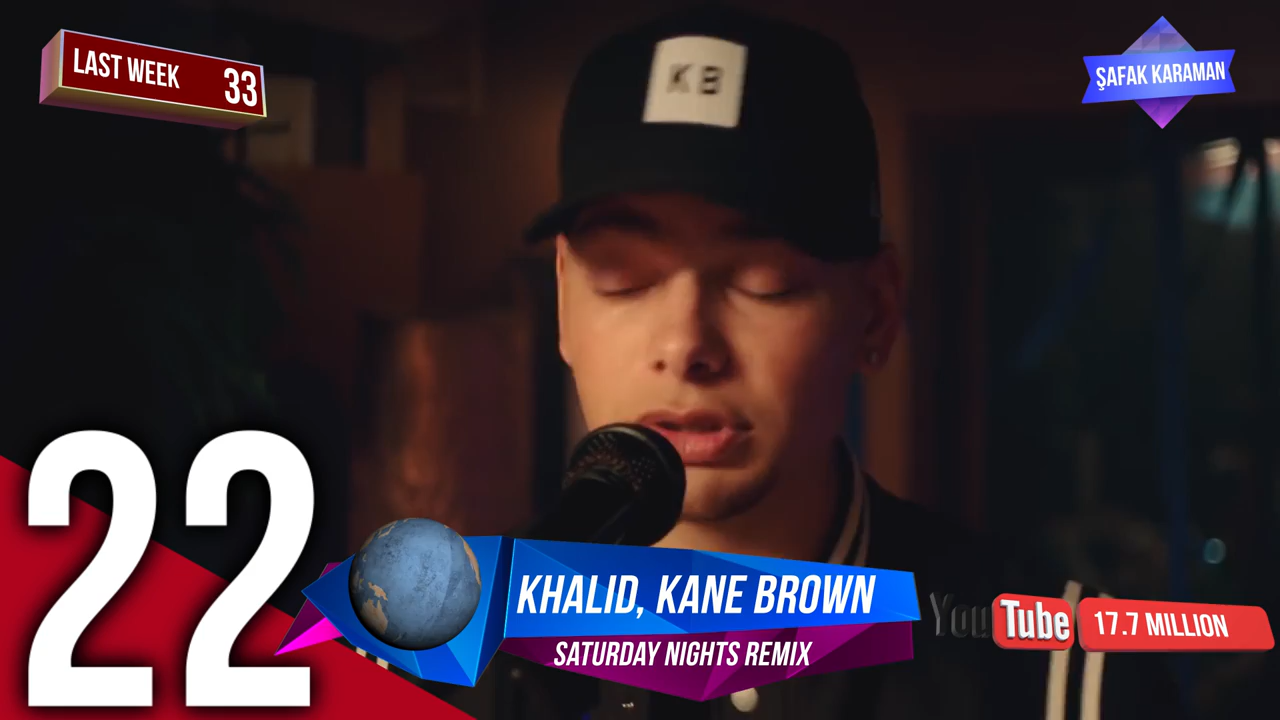 LAST WEEK 33
ŞAFAK KARAMAN
KB
22
KHALID, KANE BROWN
SATURDAY NIGHTS REMIX
YouTube 17.7 MILLION